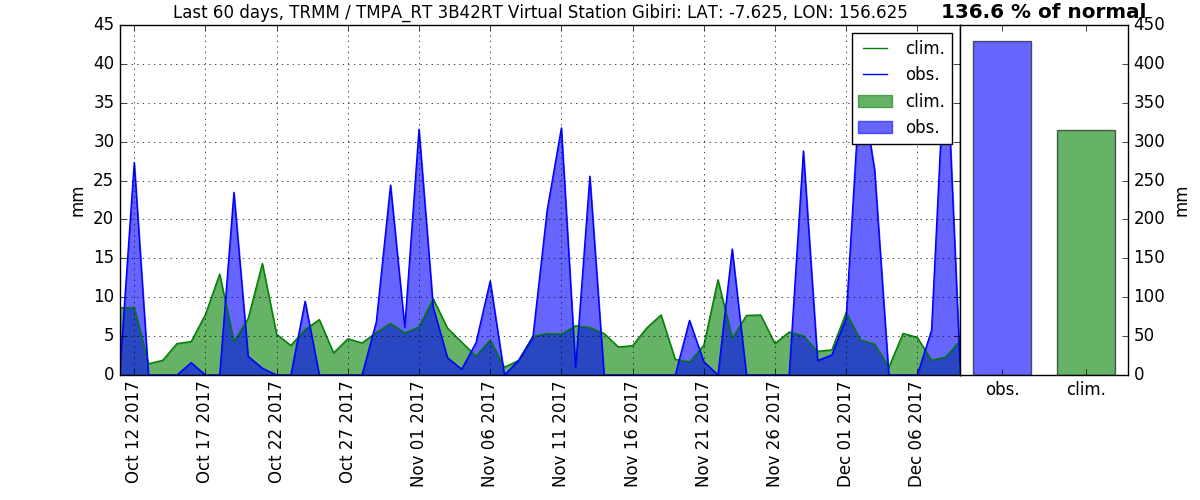 Last 60 days, TRMM / TMPA_RT 3B42RT Virtual Station Gibiri: LAT: -7.625, LON: 156.625
136.6 % of normal
45
40
35
30
25
20
15
10
5
0
mm
clim.
obs.
clim.
obs.
450
400
350
300
250
200
150
100
50
0
mm
Oct 12 2017
Oct 17 2017
Oct 22 2017
Oct 27 2017
Nov 01 2017
Nov 06 2017
Nov 11 2017
Nov 16 2017
Nov 21 2017
Nov 26 2017
Dec 01 2017
Dec 06 2017
obs.
clim.